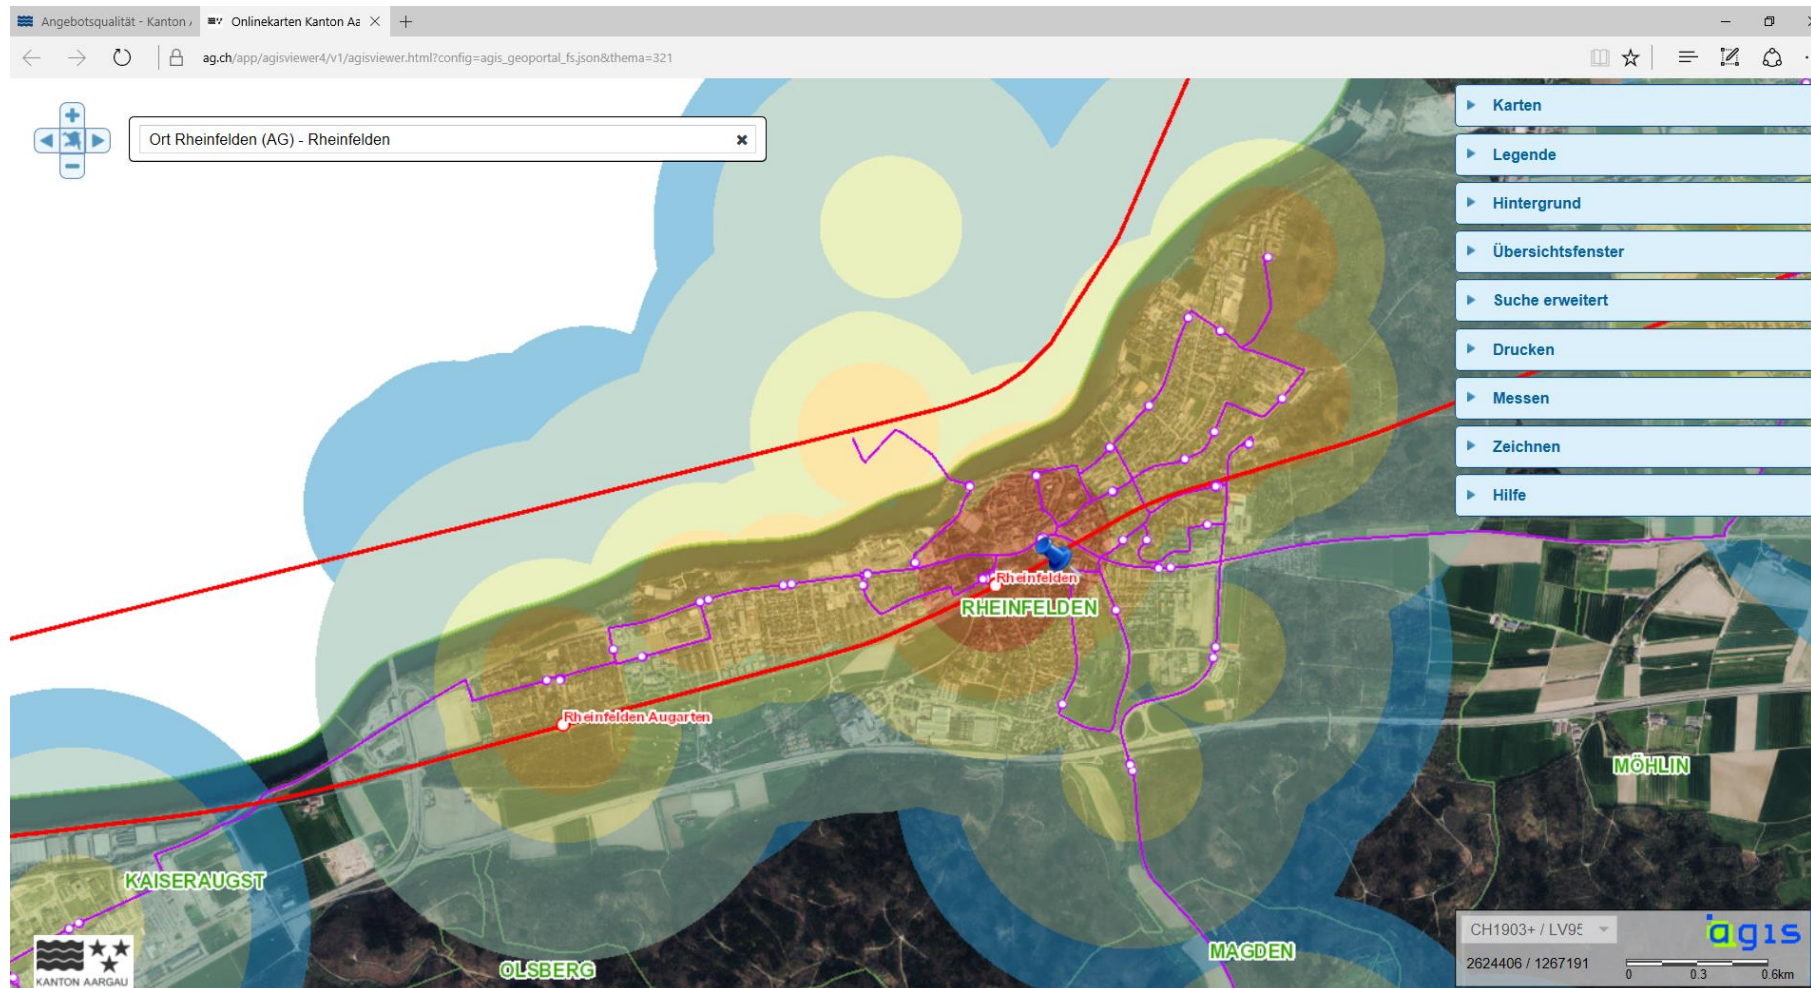 Angebotsqualität - Kanton
Onlinekarten Kanton Aa
ag.ch/app/agisviewer4/v1/agisviewer.html?config=agis_geoportal_fs.json&thema=321
Ort Rheinfelden (AG) - Rheinfelden
Karten
Legende
Hintergrund
Übersichtsfenster
Suche erweitert
Drucken
Messen
Zeichnen
Hilfe
Rheinfelden
RHEINFELDEN
Rheinfelden Augarten
MÖHLIN
KAISERAUGST
MAGDEN
OLSBERG
KANTON AARGAU
CH1903+ / LV95
agis
2624406 / 1267191
0 0.3 0.6km